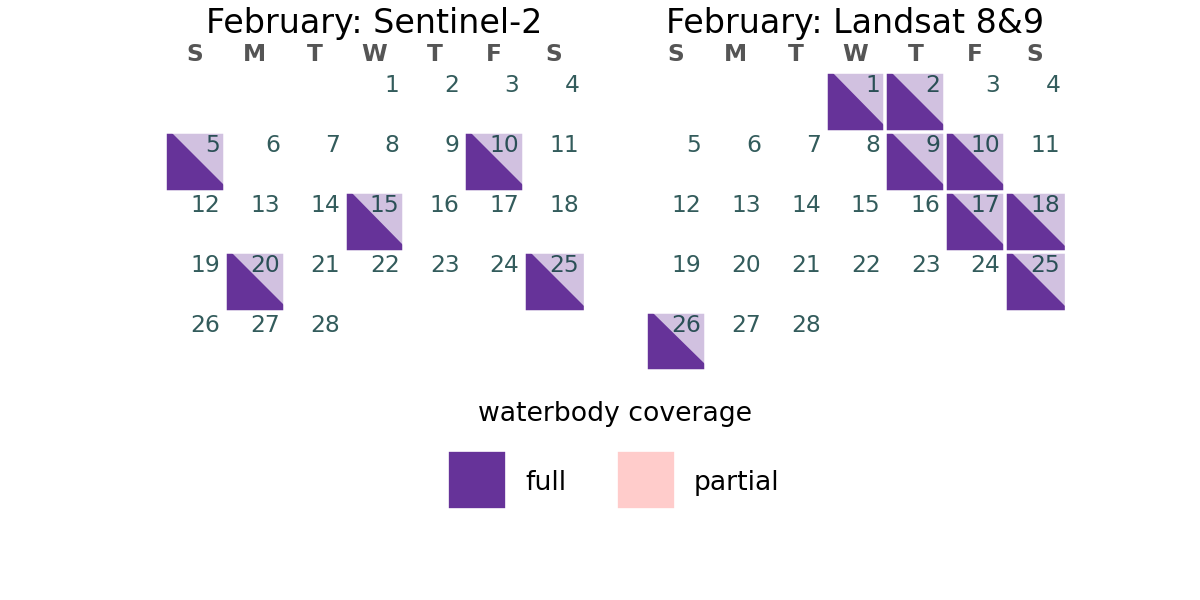 February: Sentinel-2
S M T W T F S
1 2 3 4
5 6 7 8 9 10 11
12 13 14 15 16 17 18
19 20 21 22 23 24 25
26 27 28
February: Landsat 8&9
S M T W T F S
1 2 3 4
5 6 7 8 9 10 11
12 13 14 15 16 17 18
19 20 21 22 23 24 25
26 27 28
waterbody coverage
full partial